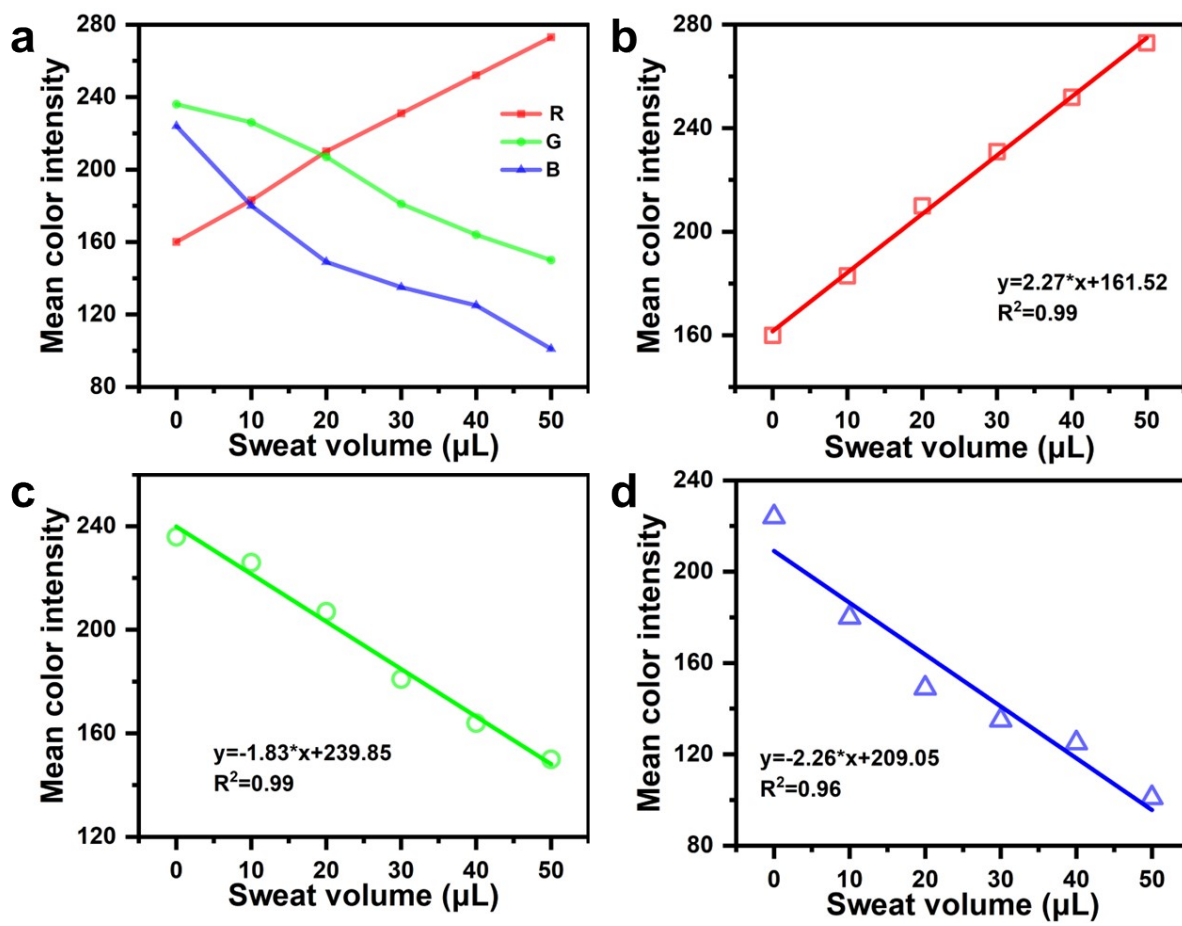 a
280
240
200
160
120
80
Mean color intensity
R
G
B
0 10 20 30 40 50
Sweat volume (µL)
b
280
240
200
160
Mean color intensity
y=2.27*x+161.52
R²=0.99
0 10 20 30 40 50
Sweat volume (µL)
c
240
200
160
120
Mean color intensity
y=-1.83*x+239.85
R²=0.99
0 10 20 30 40 50
Sweat volume (µL)
d
240
200
160
120
80
Mean color intensity
y=-2.26*x+209.05
R²=0.96
0 10 20 30 40 50
Sweat volume (µL)